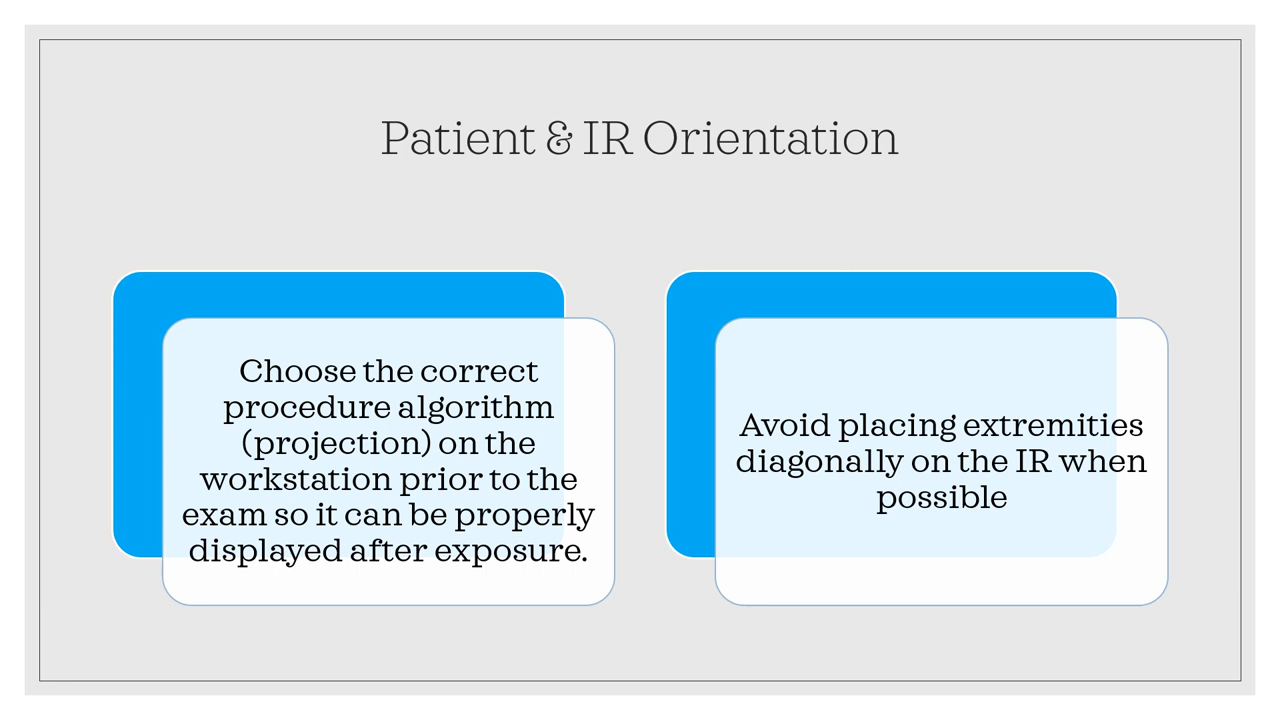 Patient & IR Orientation
Choose the correct
procedure algorithm
(projection) on the
workstation prior to the
exam so it can be properly
displayed after exposure.
Avoid placing extremities
diagonally on the IR when
possible